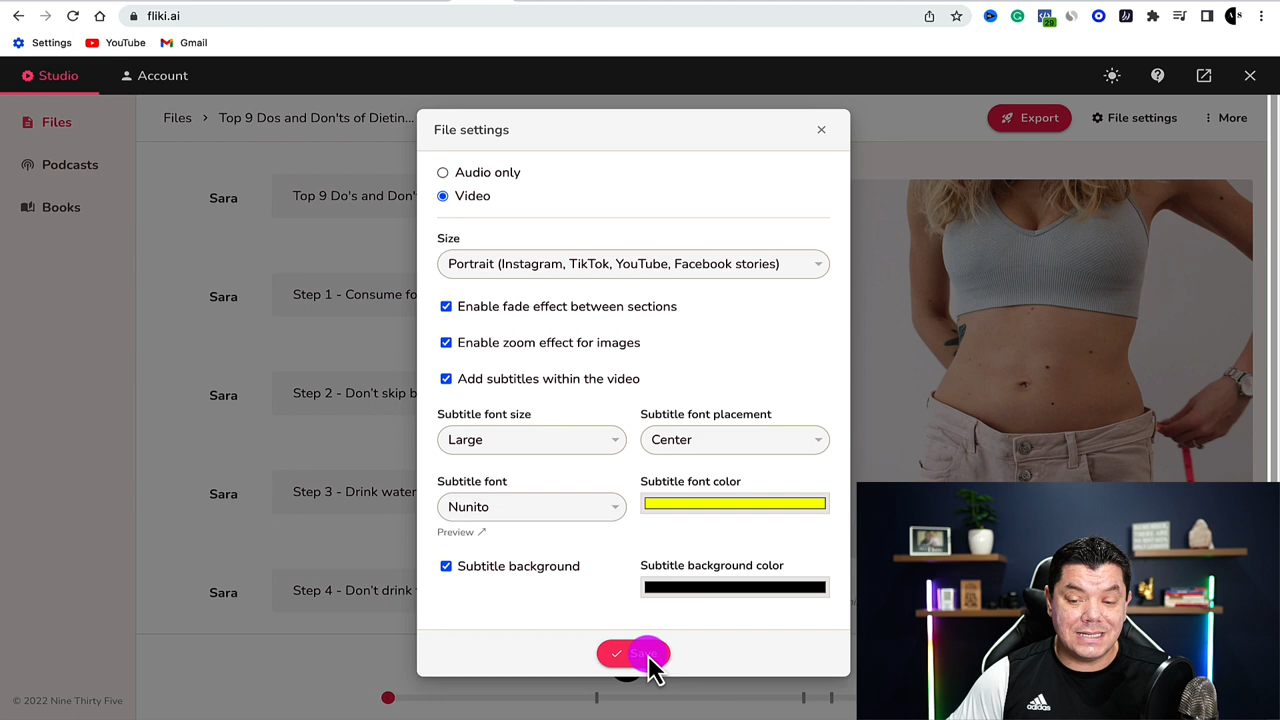 fliki.ai
29
Settings
YouTube
Gmail
Studio
Account
Files
Podcasts
Books
Files > Top 9 Dos and Don'ts of Dietin...
Export
File settings
More
Sara
Top 9 Do's and Don'
Sara
Step 1 - Consume fo
Sara
Step 2 - Don't skip b
Sara
Step 3 - Drink water
Sara
Step 4 - Don't drink
File settings
Audio only
Video
Size
Portrait (Instagram, TikTok, YouTube, Facebook stories)
Enable fade effect between sections
Enable zoom effect for images
Add subtitles within the video
Subtitle font size
Subtitle font placement
Large
Center
Subtitle font
Subtitle font color
Nunito
Preview
Subtitle background
Subtitle background color
Save
© 2022 Nine Thirty Five
adidas